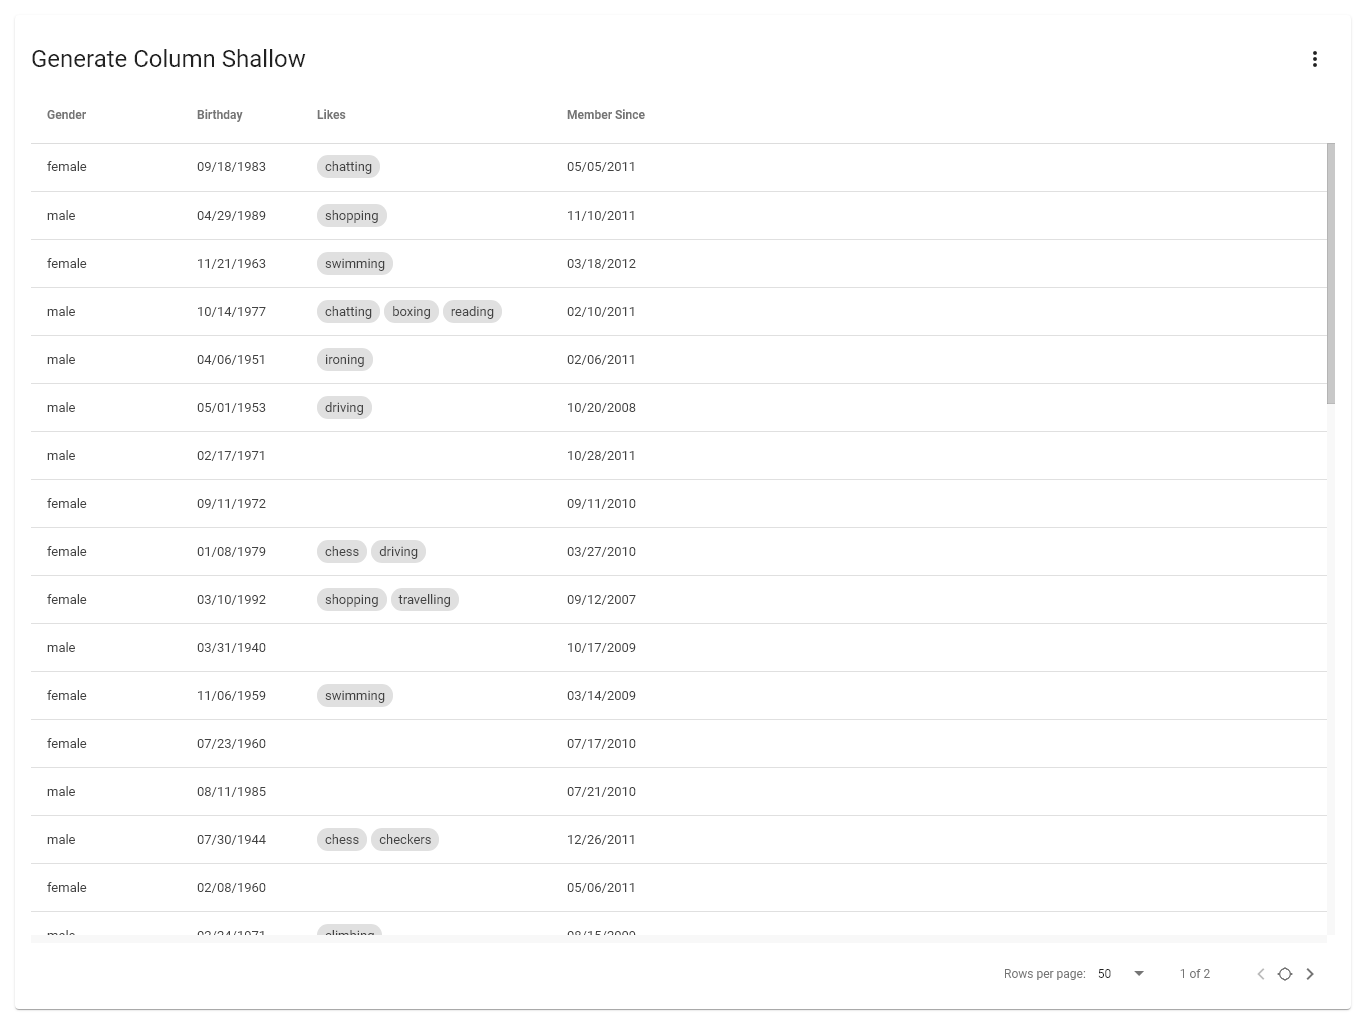 Generate Column Shallow
Gender Birthday Likes Member Since
female 09/18/1983 chatting 05/05/2011
male 04/29/1989 shopping 11/10/2011
female 11/21/1963 swimming 03/18/2012
male 10/14/1977 chatting boxing reading 02/10/2011
male 04/06/1951 ironing 02/06/2011
male 05/01/1953 driving 10/20/2008
male 02/17/1971 10/28/2011
female 09/11/1972 09/11/2010
female 01/08/1979 chess driving 03/27/2010
female 03/10/1992 shopping travelling 09/12/2007
male 03/31/1940 10/17/2009
female 11/06/1959 swimming 03/14/2009
female 07/23/1960 07/17/2010
male 08/11/1985 07/21/2010
male 07/30/1944 chess checkers 12/26/2011
female 02/08/1960 05/06/2011
male climbing
Rows per page: 50 1 of 2